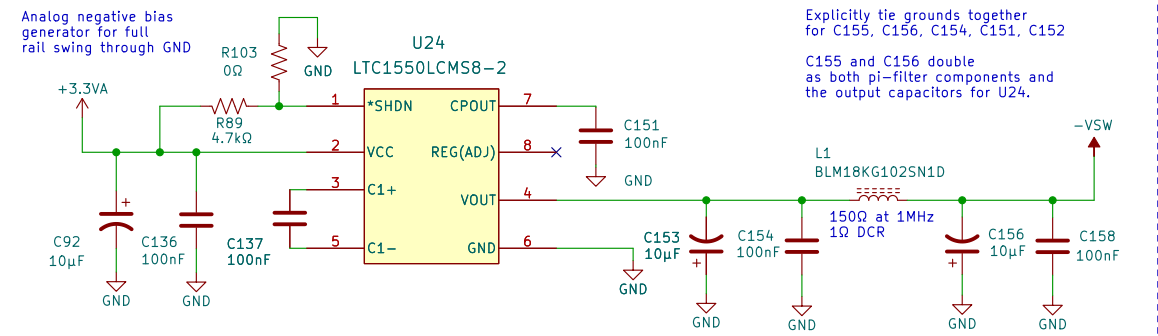 Analog negative bias
generator for full
rail swing through GND
Explicitly tie grounds together
for C155, C156, C154, C151, C152
C155 and C156 double
as both pi-filter components and
the output capacitors for U24.
R103
0Ω
GND
U24
LTC1550LCMS8-2
+3.3VA
R89
4.7kΩ
1
*SHDN
CPOUT
7
2
VCC
REG(ADJ)
8
3
C1+
VOUT
4
5
C1-
GND
6
C151
100nF
GND
-VSW
L1
BLM18KG102SN1D
150Ω at 1MHz
1Ω DCR
+
C92
10µF
GND
C136
100nF
GND
C137
100nF
GND
C153
10µF
+
GND
C154
100nF
GND
C156
10µF
+
GND
C158
100nF
GND